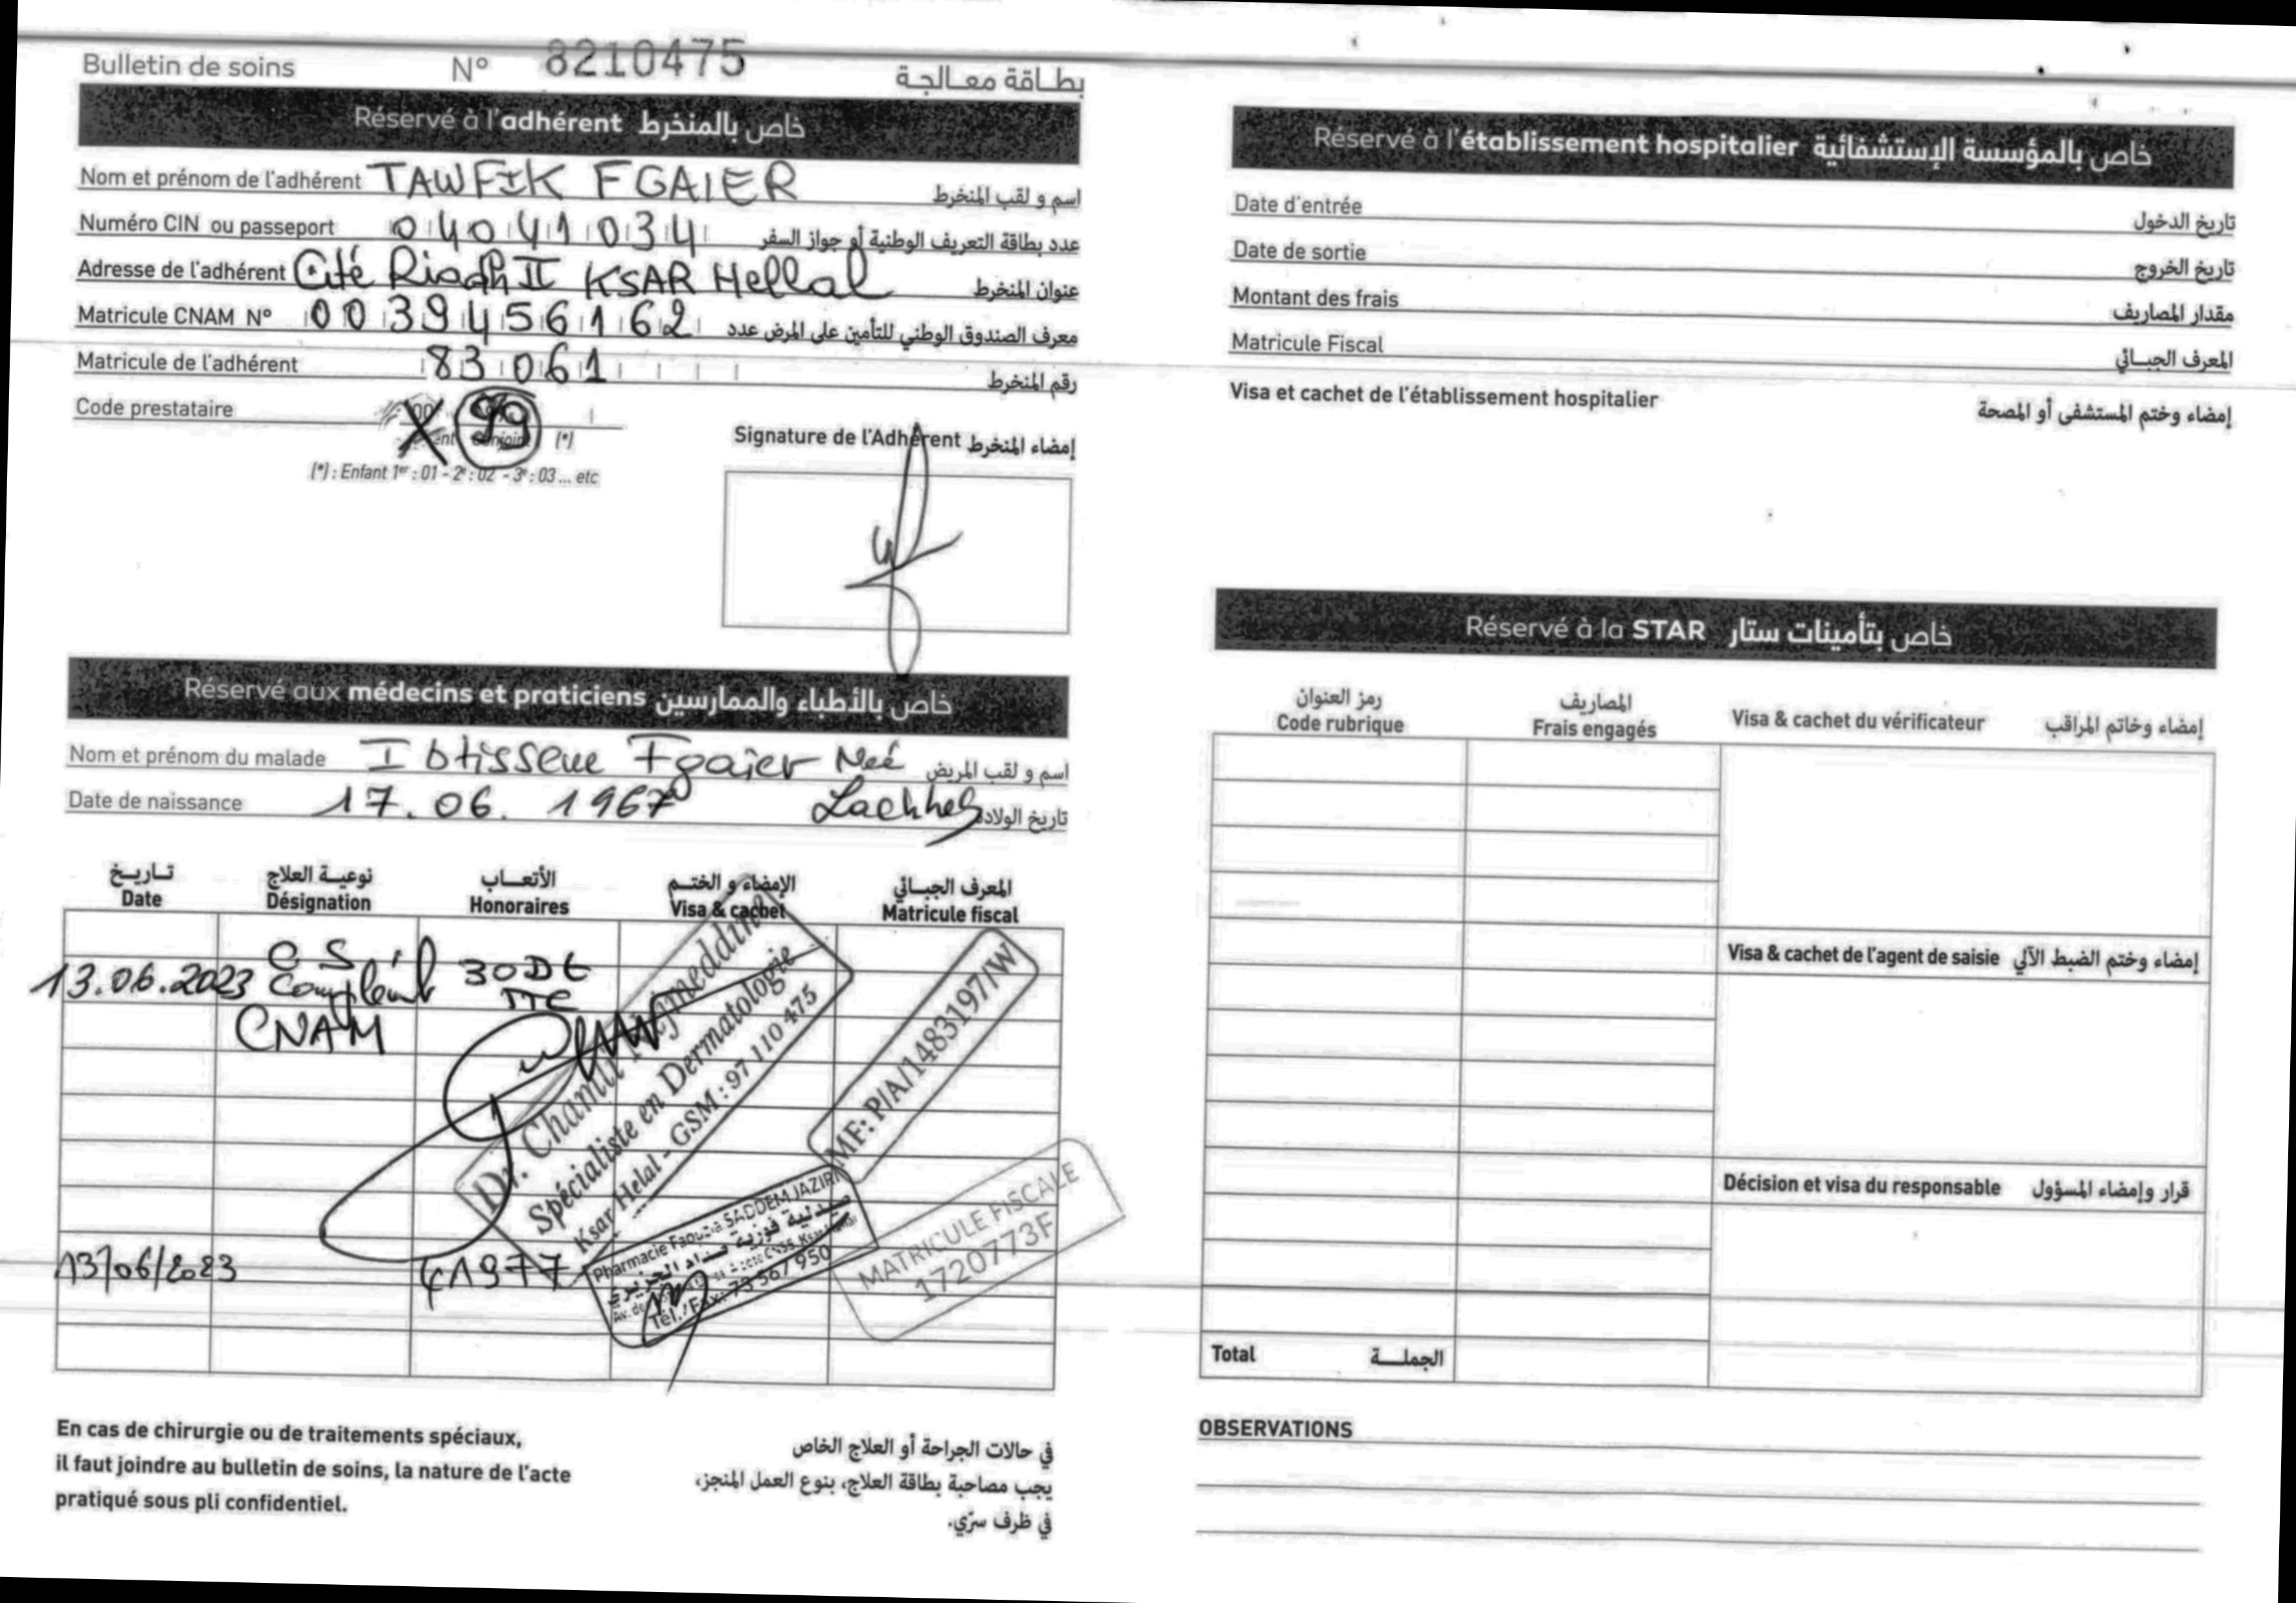 Bulletin de soins N° 8210475 بطاقة معالجة
Réservé à l'adhérent خاص بالمنخرط
Nom et prénom de l'adhérent TAWFIK FGAIER اسم و لقب المنخرط
Numéro CIN ou passeport 04041034 عدد بطاقة التعريف الوطنية أو جواز السفر
Adresse de l'adhérent Cité Riadh II KSAR Hellal عنوان المنخرط
Matricule CNAM N° 0039456162 معرف الصندوق الوطني للتأمين على المرض عدد
Matricule de l'adhérent 83061 رقم المنخرط
Code prestataire 99
Conjoint (*)
(*) : Enfant 1er : 01 - 2e : 02 - 3e : 03 ... etc
Signature de l'Adhérent إمضاء المنخرط
Réservé aux médecins et praticiens خاص بالأطباء والممارسين
Nom et prénom du malade Ibtisseme Fgaier Neé اسم و لقب المريض
Date de naissance 17.06.1967 Lachheb تاريخ الولادة
تاريخ نوعية العلاج الأتعاب الإمضاء و الختم المعرف الجبائي
Date Désignation Honoraires Visa & cachet Matricule fiscal
13.06.2023 CS 30DT
TTC
CNAM
Dr. Chamli Najmeddine
Spécialiste en Dermatologie
Ksar Helal - GSM : 97 110 475
MF: P/A/1483197/W
13/06/2023 41977
Pharmacie Faouzia SADDEM JAZIRI
Tél./Fax: 73 567 950
MATRICULE FISCALE
1720773F
En cas de chirurgie ou de traitements spéciaux,
il faut joindre au bulletin de soins, la nature de l'acte
pratiqué sous pli confidentiel.
في حالات الجراحة أو العلاج الخاص
يجب مصاحبة بطاقة العلاج، بنوع العمل المنجز،
في ظرف سرّي.
Réservé à l'établissement hospitalier خاص بالمؤسسة الإستشفائية
Date d'entrée تاريخ الدخول
Date de sortie تاريخ الخروج
Montant des frais مقدار المصاريف
Matricule Fiscal المعرف الجبائي
Visa et cachet de l'établissement hospitalier إمضاء وختم المستشفى أو المصحة
Réservé à la STAR خاص بتأمينات ستار
رمز العنوان المصاريف
Code rubrique Frais engagés Visa & cachet du vérificateur إمضاء وخاتم المراقب
Visa & cachet de l'agent de saisie إمضاء وختم الضبط الآلي
Décision et visa du responsable قرار وإمضاء المسؤول
Total الجملة
OBSERVATIONS